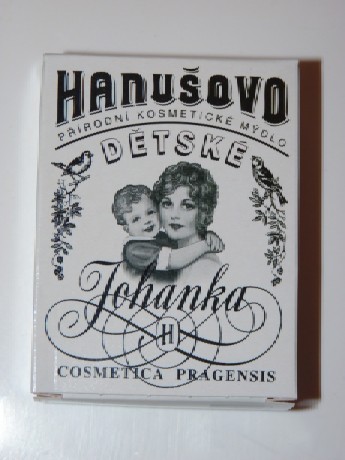 HANUŠOVO
PŘÍRODNÍ KOSMETICKÉ MÝDLO
DĚTSKÉ
Johanka
H
COSMETICA PRAGENSIS